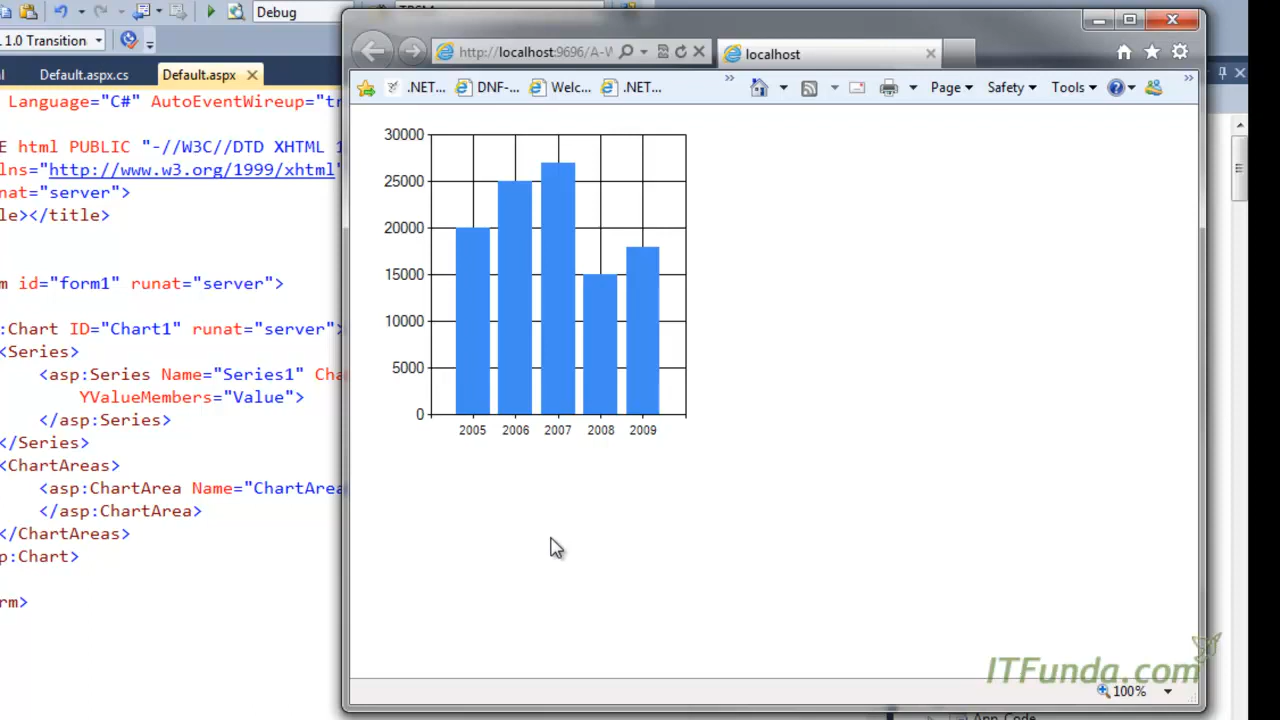 Debug
1.0 Transition
Default.aspx.cs
Default.aspx
Language="C#" AutoEventWireup="tr
E html PUBLIC "-//W3C//DTD XHTML 1
lns="http://www.w3.org/1999/xhtml"
nat="server">
le></title>
m id="form1" runat="server">
:Chart ID="Chart1" runat="server">
<Series>
<asp:Series Name="Series1" Cha
YValueMembers="Value">
</asp:Series>
</Series>
<ChartAreas>
<asp:ChartArea Name="ChartArea
</asp:ChartArea>
</ChartAreas>
p:Chart>
rm>
http://localhost:9696/A-W
localhost
.NET...
DNF-...
Welc...
.NET...
Page
Safety
Tools
30000
25000
20000
15000
10000
5000
0
2005 2006 2007 2008 2009
ITFunda.com
100%
App_Code